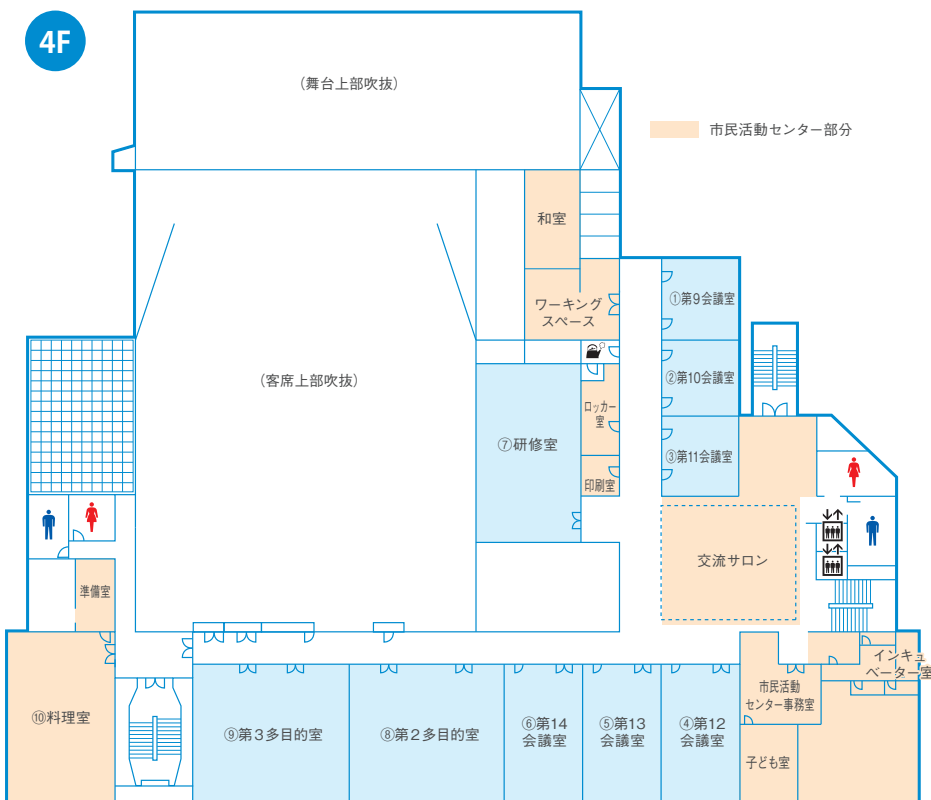 4F
(舞台上部吹抜)
市民活動センター部分
和室
ワーキング
スペース
①第9会議室
②第10会議室
③第11会議室
(客席上部吹抜)
ロッカー
室
⑦研修室
印刷室
交流サロン
準備室
インキュ
ベーター室
市民活動
センター事務室
⑩料理室
⑨第3多目的室
⑧第2多目的室
⑥第14
会議室
⑤第13
会議室
④第12
会議室
子ども室